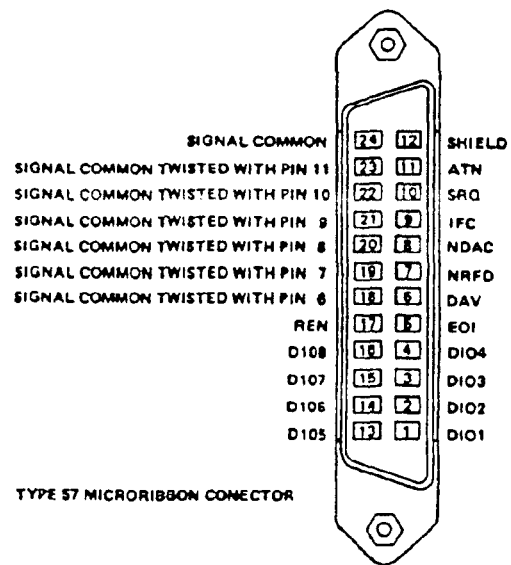 SIGNAL COMMON 24 12 SHIELD
SIGNAL COMMON TWISTED WITH PIN 11 23 11 ATN
SIGNAL COMMON TWISTED WITH PIN 10 22 10 SRQ
SIGNAL COMMON TWISTED WITH PIN 9 21 9 IFC
SIGNAL COMMON TWISTED WITH PIN 8 20 8 NDAC
SIGNAL COMMON TWISTED WITH PIN 7 19 7 NRFD
SIGNAL COMMON TWISTED WITH PIN 6 18 6 DAV
REN 17 5 EOI
D108 16 4 DIO4
D107 15 3 DIO3
D106 14 2 DIO2
D105 13 1 DIO1
TYPE 57 MICRORIBBON CONECTOR